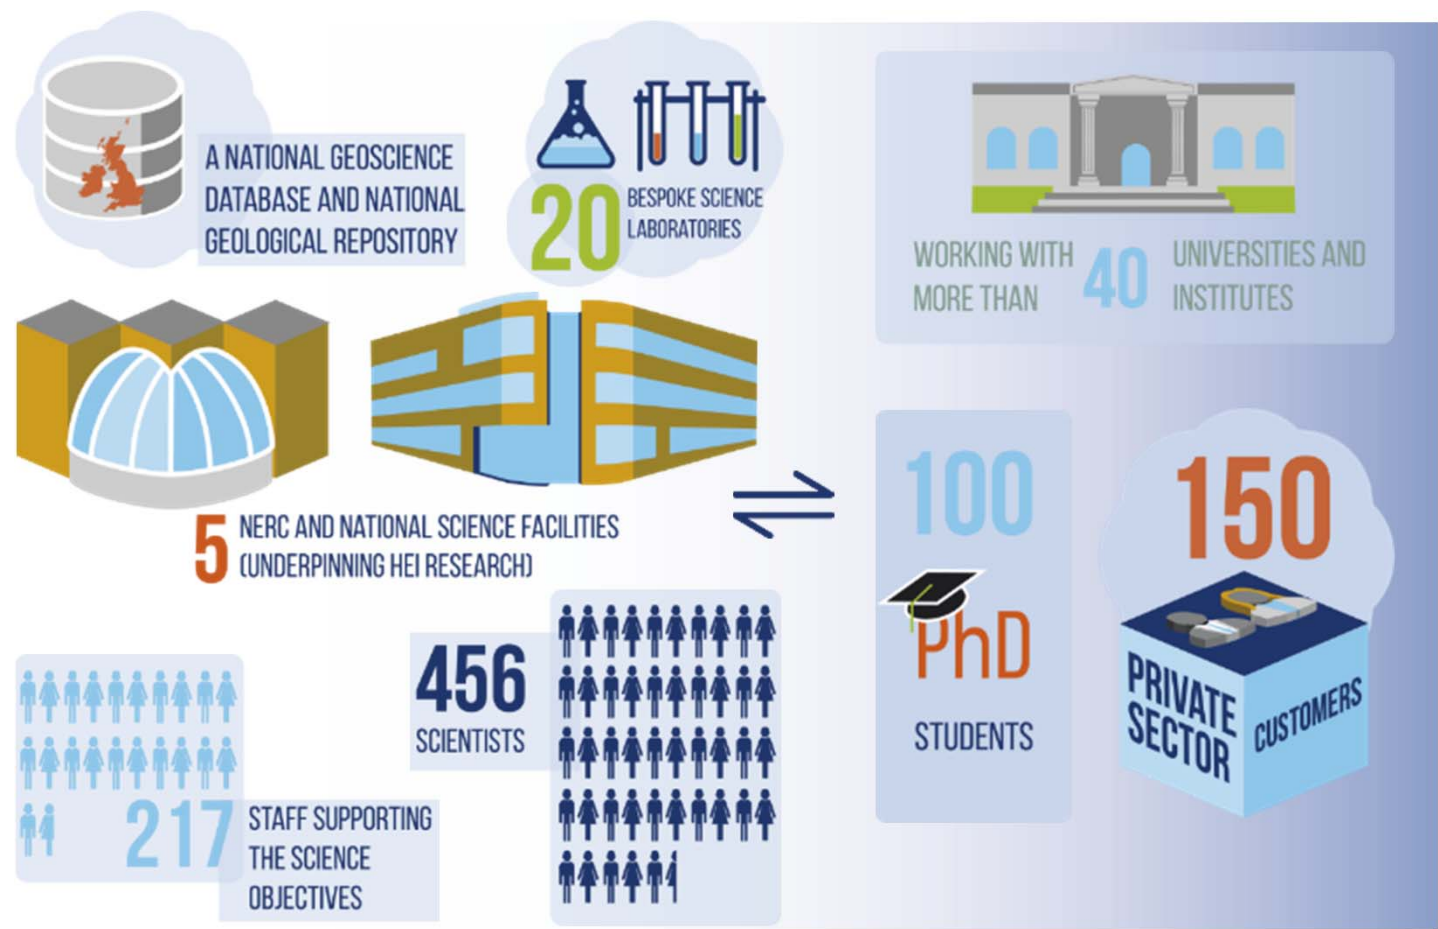 A NATIONAL GEOSCIENCE
DATABASE AND NATIONAL
GEOLOGICAL REPOSITORY
20
BESPOKE SCIENCE
LABORATORIES
WORKING WITH
MORE THAN
40
UNIVERSITIES AND
INSTITUTES
5
NERC AND NATIONAL SCIENCE FACILITIES
(UNDERPINNING HEI RESEARCH)
100
PhD
STUDENTS
150
PRIVATE
SECTOR
CUSTOMERS
456
SCIENTISTS
217
STAFF SUPPORTING
THE SCIENCE
OBJECTIVES